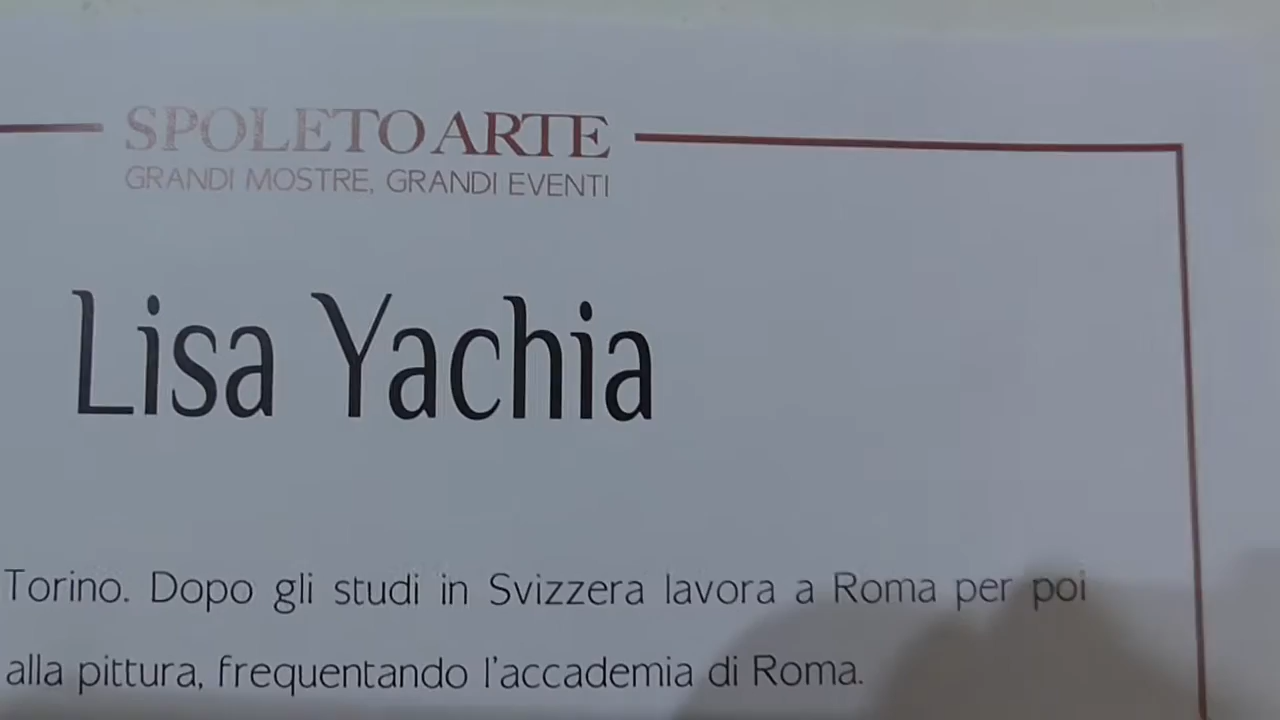 SPOLETO ARTE
GRANDI MOSTRE, GRANDI EVENTI
Lisa Yachia
Torino. Dopo gli studi in Svizzera lavora a Roma per poi
alla pittura, frequentando l'accademia di Roma.